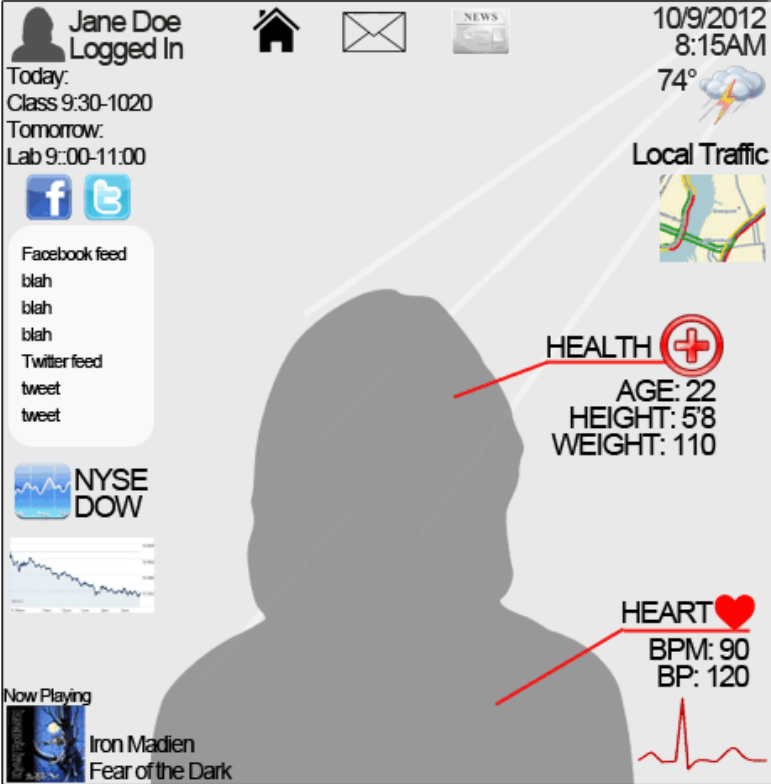 Jane Doe
Logged In
NEWS
10/9/2012
8:15AM
74°
Today:
Class 9:30-1020
Tomorrow:
Lab 9::00-11:00
Local Traffic
f
t
Facebook feed
blah
blah
blah
Twitter feed
tweet
tweet
HEALTH
AGE: 22
HEIGHT: 5'8
WEIGHT: 110
NYSE
DOW
HEART
BPM: 90
BP: 120
Now Playing
Iron Madien
Fear of the Dark